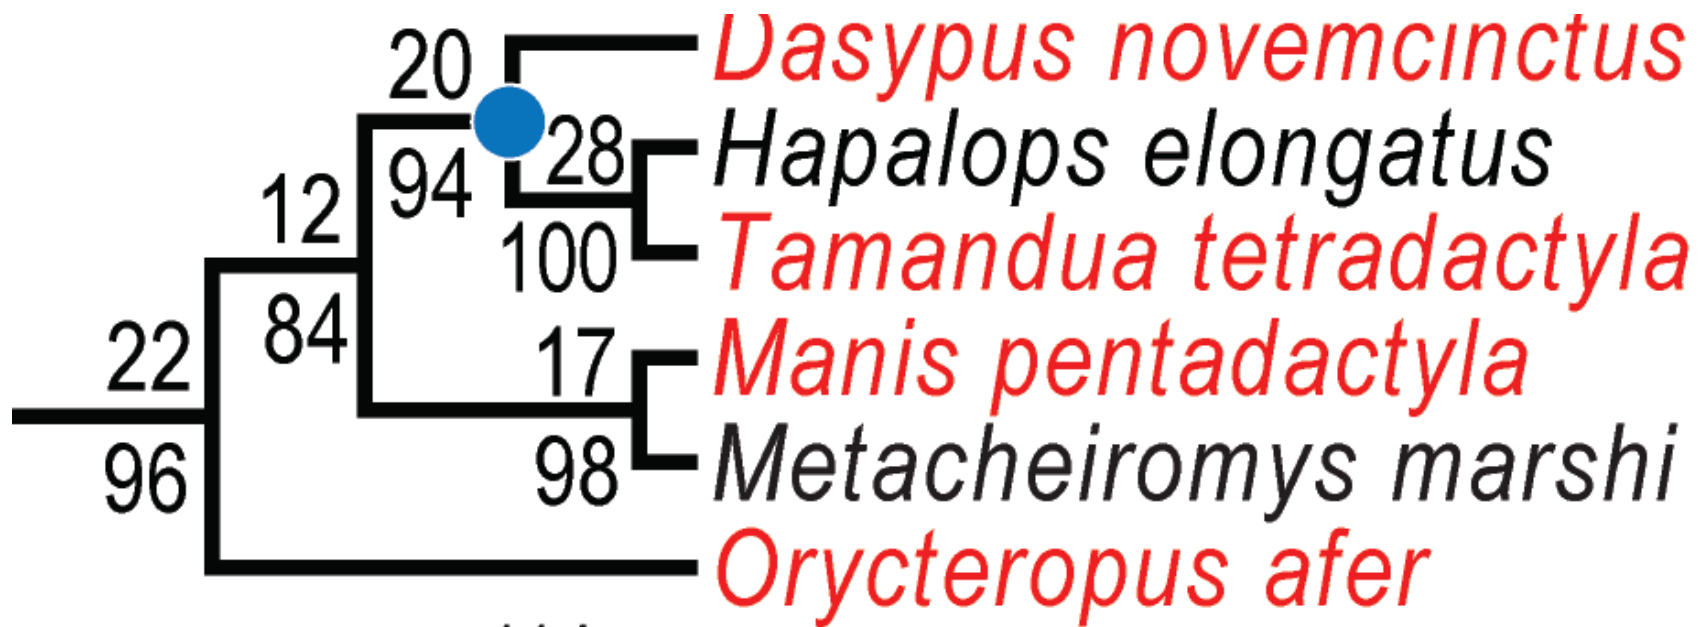 20
Dasypus novemcinctus
28
Hapalops elongatus
94
12
100
Tamandua tetradactyla
84
22
17
Manis pentadactyla
96
98
Metacheiromys marshi
Orycteropus afer